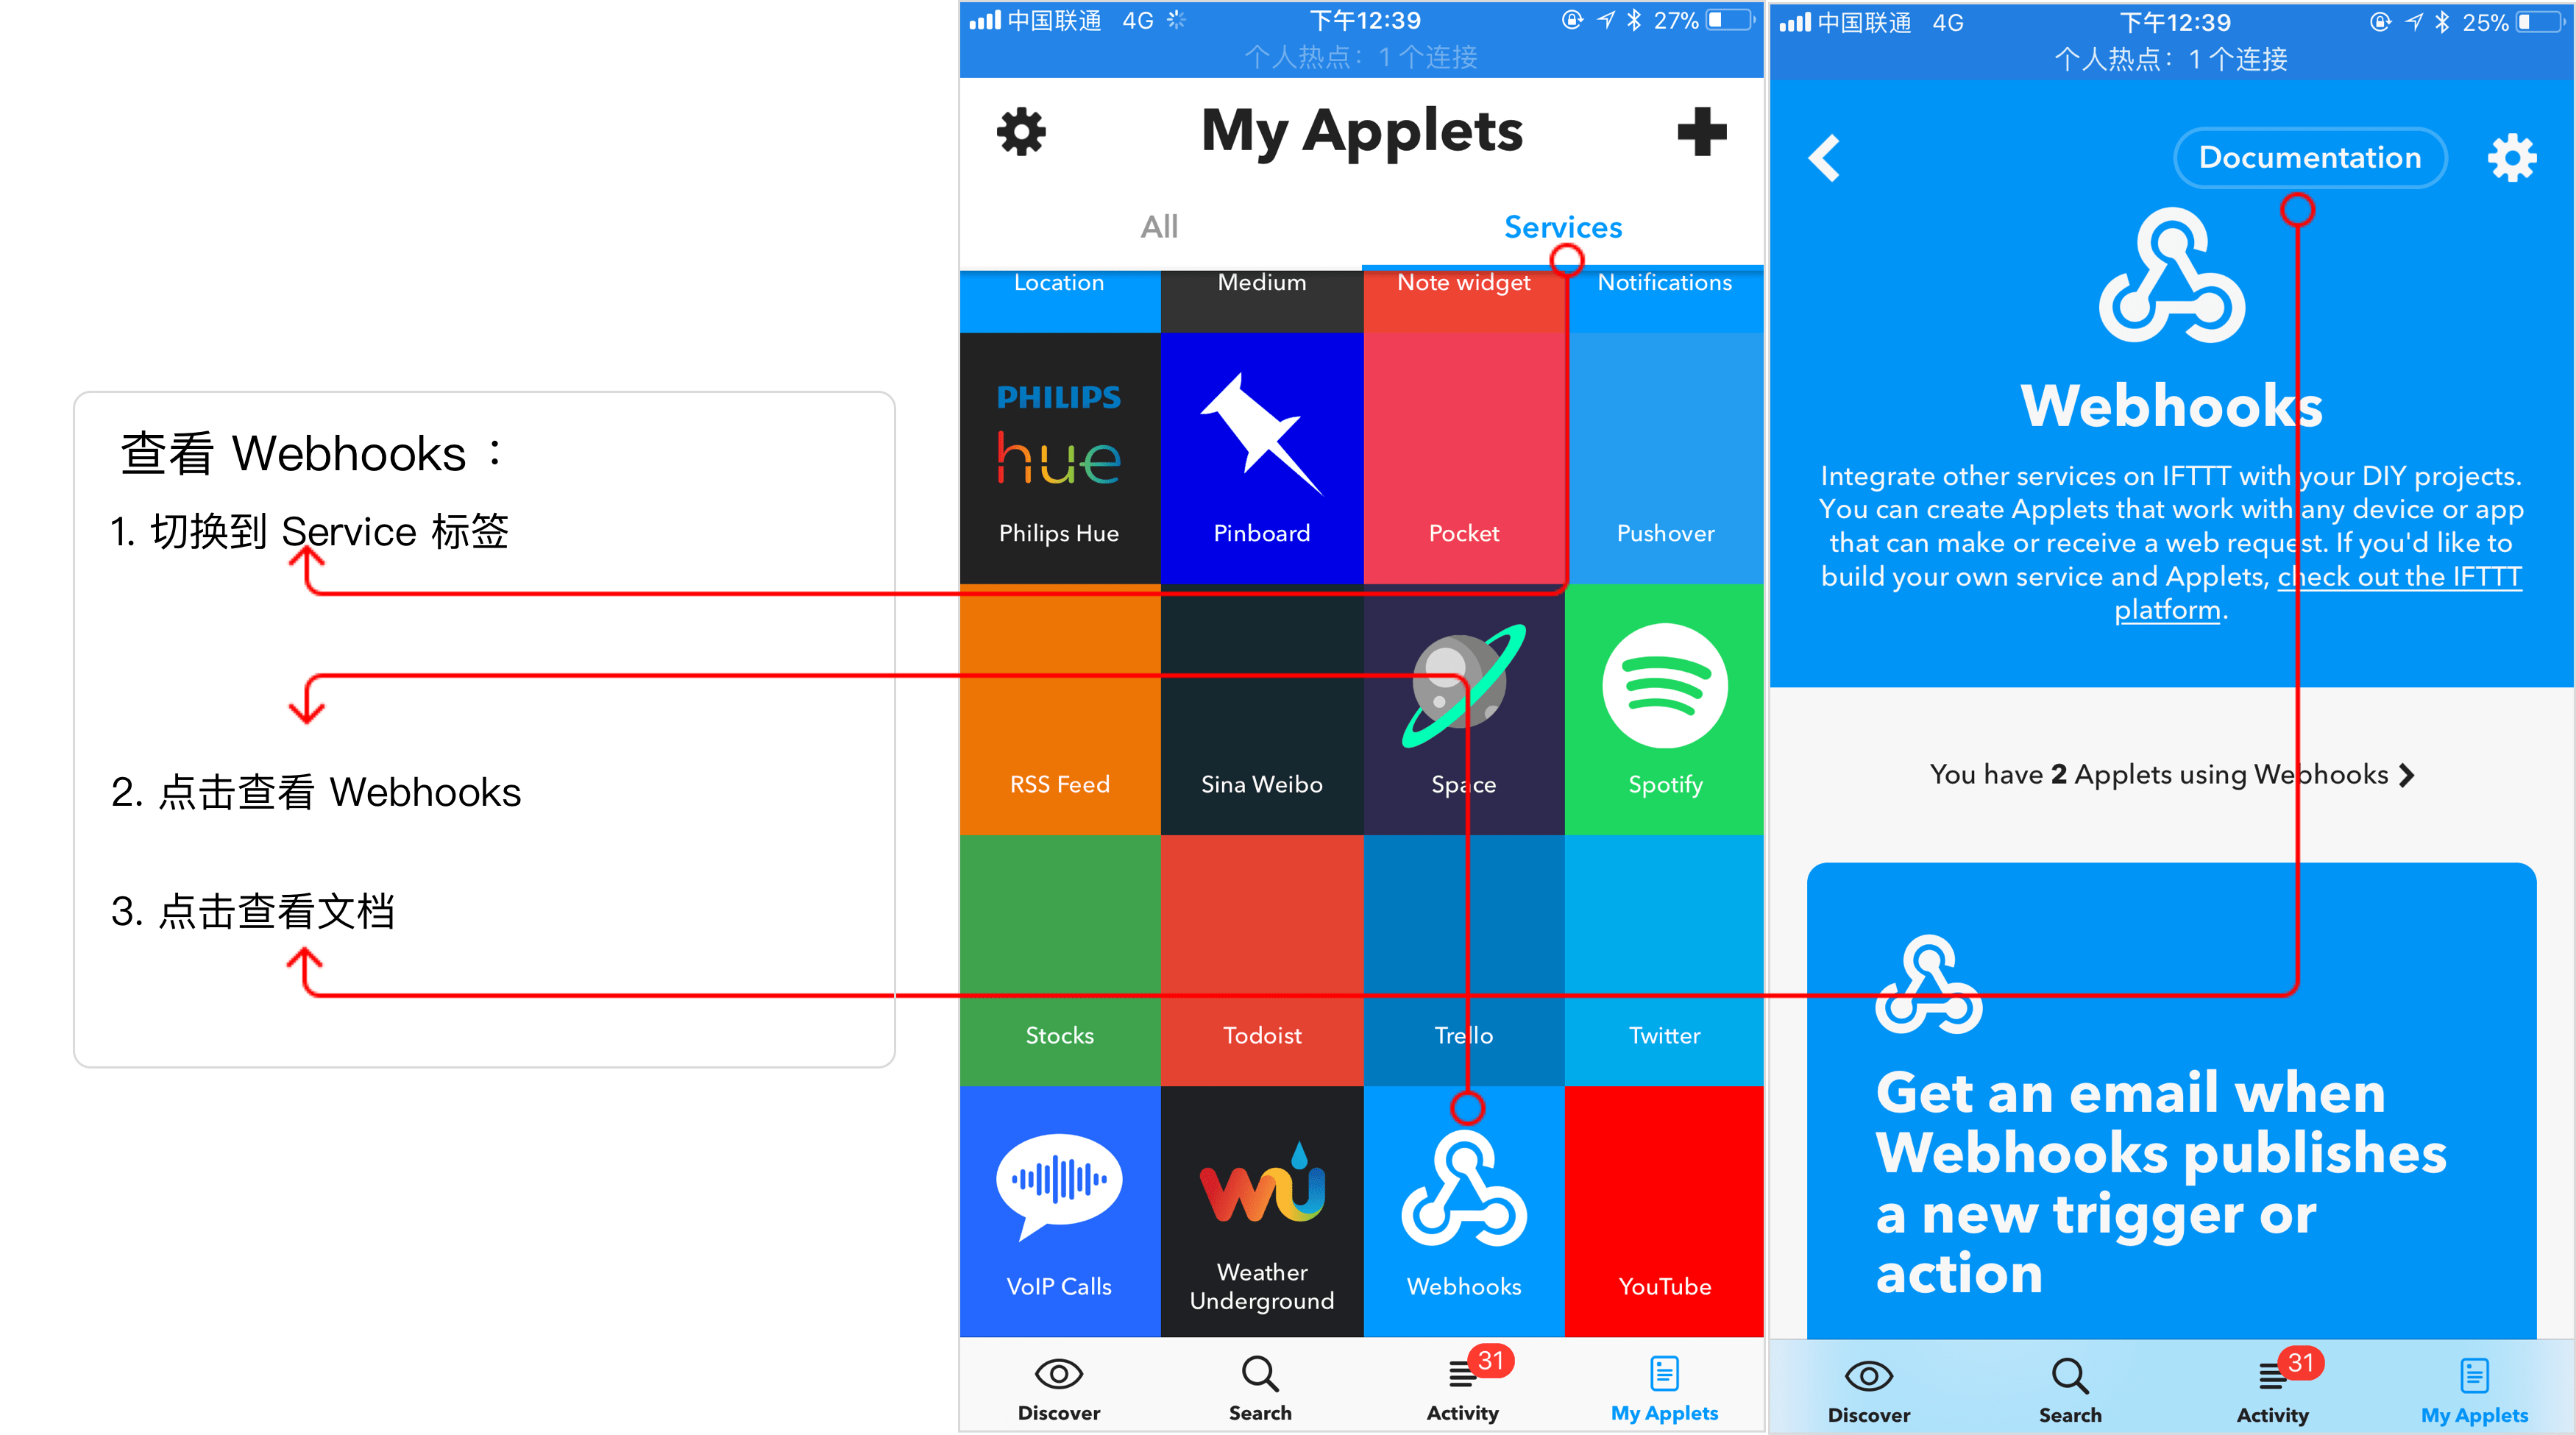 查看 Webhooks：
1. 切换到 Service 标签
2. 点击查看 Webhooks
3. 点击查看文档
中国联通 4G 下午12:39 27%
个人热点：1 个连接
My Applets
All Services
Location Medium Note widget Notifications
PHILIPS
hue
Philips Hue Pinboard Pocket Pushover
RSS Feed Sina Weibo Space Spotify
Stocks Todoist Trello Twitter
wu
VoIP Calls Weather Underground Webhooks YouTube
31
Discover Search Activity My Applets
中国联通 4G 下午12:39 25%
个人热点：1 个连接
Documentation
Webhooks
Integrate other services on IFTTT with your DIY projects.
You can create Applets that work with any device or app
that can make or receive a web request. If you'd like to
build your own service and Applets, check out the IFTTT
platform.
You have 2 Applets using Webhooks
Get an email when
Webhooks publishes
a new trigger or
action
31
Discover Search Activity My Applets